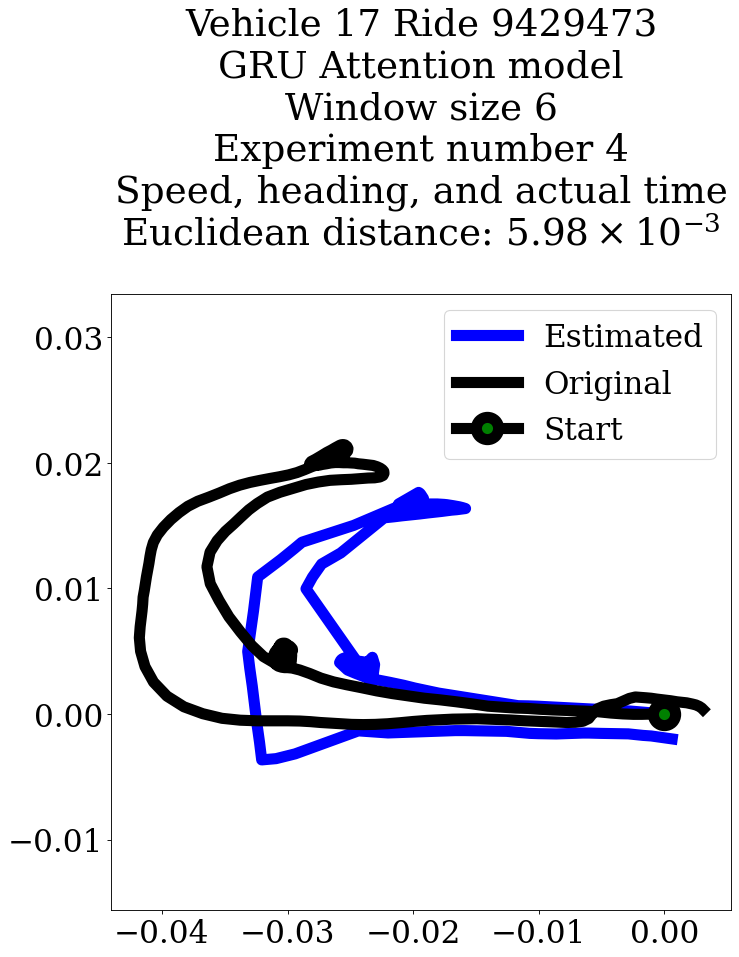 Vehicle 17 Ride 9429473
GRU Attention model
Window size 6
Experiment number 4
Speed, heading, and actual time
Euclidean distance: 5.98 × 10⁻³
Estimated
Original
Start
0.03
0.02
0.01
0.00
−0.01
−0.04 −0.03 −0.02 −0.01 0.00